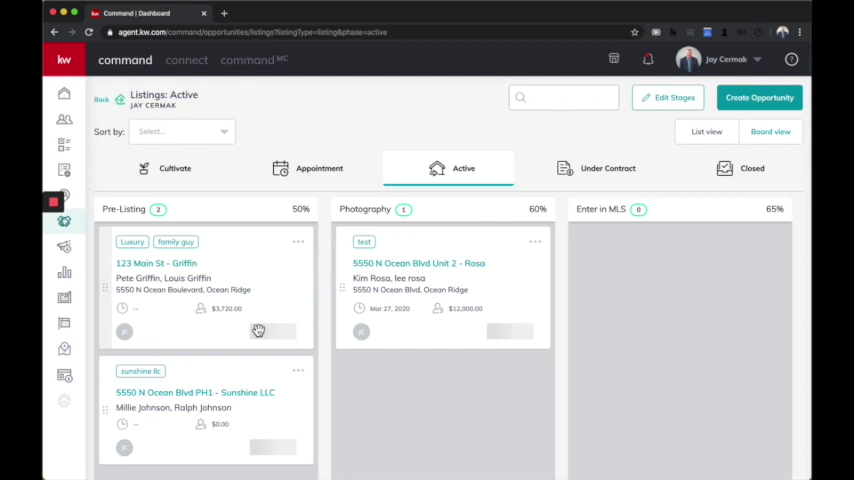 Command | Dashboard
agent.kw.com/command/opportunities/listings?listingType=listing&phase=active
kw command connect command MC Jay Cermak
Back Listings: Active
JAY CERMAK
Edit Stages Create Opportunity
Sort by: Select... List view Board view
Cultivate Appointment Active Under Contract Closed
Pre-Listing 2 50% Photography 1 60% Enter in MLS 0 65%
Luxury family guy
123 Main St - Griffin
Pete Griffin, Louis Griffin
5550 N Ocean Boulevard, Ocean Ridge
-- $3,720.00
JC
test
5550 N Ocean Blvd Unit 2 - Rosa
Kim Rosa, lee rosa
5550 N Ocean Blvd, Ocean Ridge
Mar 27, 2020 $12,000.00
JC
sunshine llc
5550 N Ocean Blvd PH1 - Sunshine LLC
Millie Johnson, Ralph Johnson
-- $0.00
JC